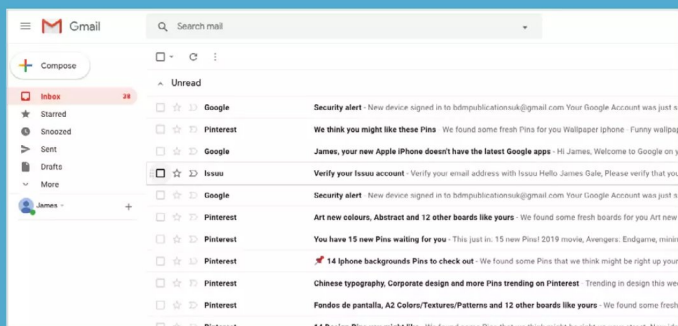 Gmail
Search mail
Compose
Unread
Inbox 39
Starred
Snoozed
Sent
Drafts
More
James
Google Security alert - New device signed in to bdmpublicationsuk@gmail.com Your Google Account was just s
Pinterest We think you might like these Pins - We found some fresh Pins for you Wallpaper iphone · Funny wallpa
Google James, your new Apple iPhone doesn't have the latest Google apps - Hi James, Welcome to Google on y
Issuu Verify your Issuu account - Verify your email address with Issuu Hello James Gale, Please verify that you
Google Security alert - New device signed in to bdmpublicationsuk@gmail.com Your Google Account was just s
Pinterest Art new colours, Abstract and 12 other boards like yours - We found some fresh boards for you Art new
Pinterest You have 15 new Pins waiting for you - This just in: 15 new Pins! 2019 movie, Avengers: Endgame, minin
Pinterest 📌 14 Iphone backgrounds Pins to check out - We found some Pins that we think might be right up your
Pinterest Chinese typography, Corporate design and more Pins trending on Pinterest - Trending in design this wee
Pinterest Fondos de pantalla, A2 Colors/Textures/Patterns and 12 other boards like yours - We found some fresh